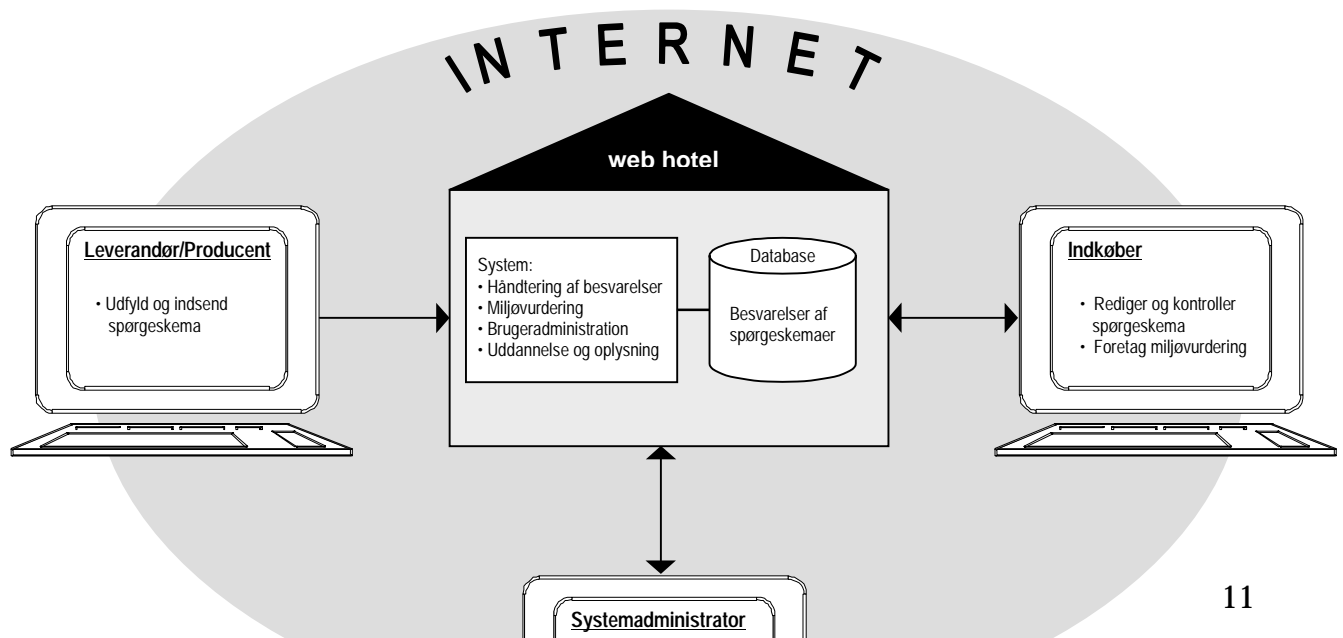 INTERNET
web hotel
Leverandør/Producent
• Udfyld og indsend
spørgeskema
System:
• Håndtering af besvarelser
• Miljøvurdering
• Brugeradministration
• Uddannelse og oplysning
Database
Besvarelser af
spørgeskemaer
Indkøber
• Rediger og kontroller
spørgeskema
• Foretag miljøvurdering
Systemadministrator
11